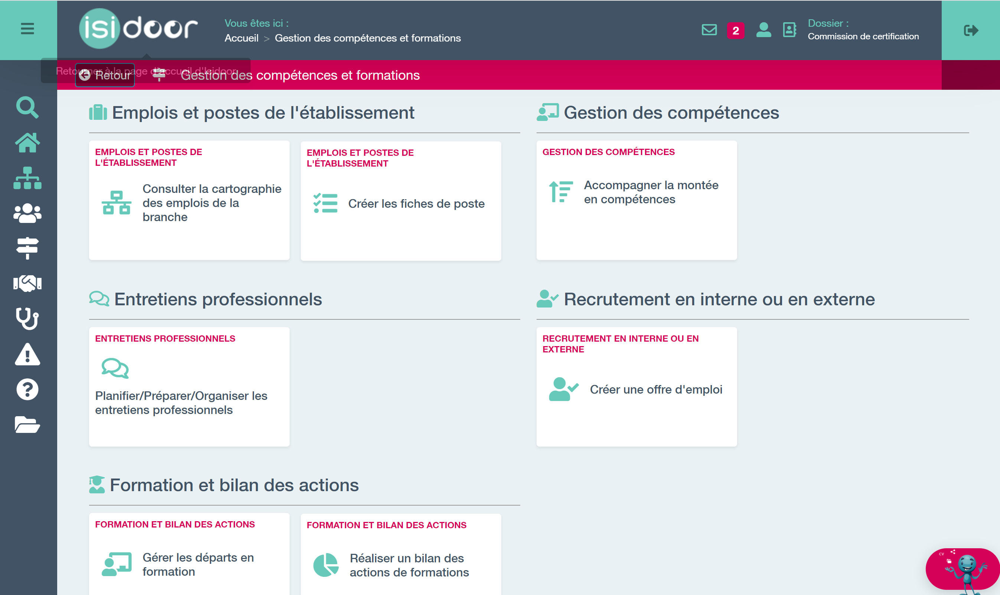 isidoor
Vous êtes ici :
Accueil > Gestion des compétences et formations
2
Dossier :
Commission de certification
Retourner à la page d'accueil d'Isidoor
Retour
Gestion des compétences et formations
Emplois et postes de l'établissement
EMPLOIS ET POSTES DE
L'ÉTABLISSEMENT
Consulter la cartographie
des emplois de la
branche
EMPLOIS ET POSTES DE
L'ÉTABLISSEMENT
Créer les fiches de poste
Gestion des compétences
GESTION DES COMPÉTENCES
Accompagner la montée
en compétences
Entretiens professionnels
ENTRETIENS PROFESSIONNELS
Planifier/Préparer/Organiser les
entretiens professionnels
Recrutement en interne ou en externe
RECRUTEMENT EN INTERNE OU EN
EXTERNE
Créer une offre d'emploi
Formation et bilan des actions
FORMATION ET BILAN DES ACTIONS
Gérer les départs en
formation
FORMATION ET BILAN DES ACTIONS
Réaliser un bilan des
actions de formations
CV